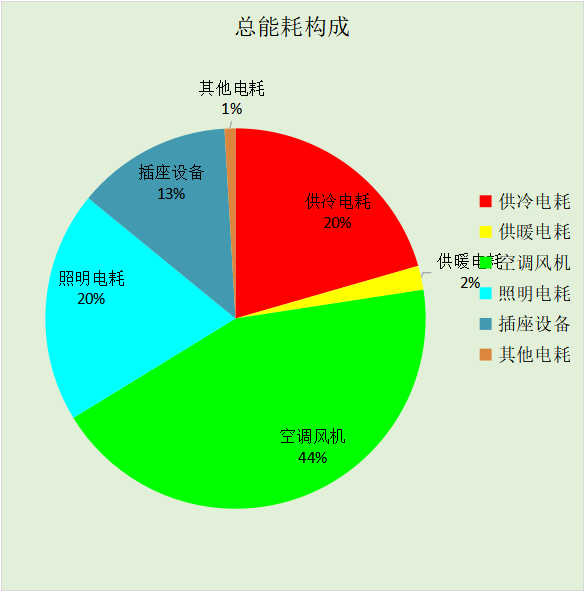 总能耗构成
其他电耗
1%
插座设备
13%
供冷电耗
20%
供暖电耗
2%
照明电耗
20%
空调风机
44%
供冷电耗
供暖电耗
空调风机
照明电耗
插座设备
其他电耗